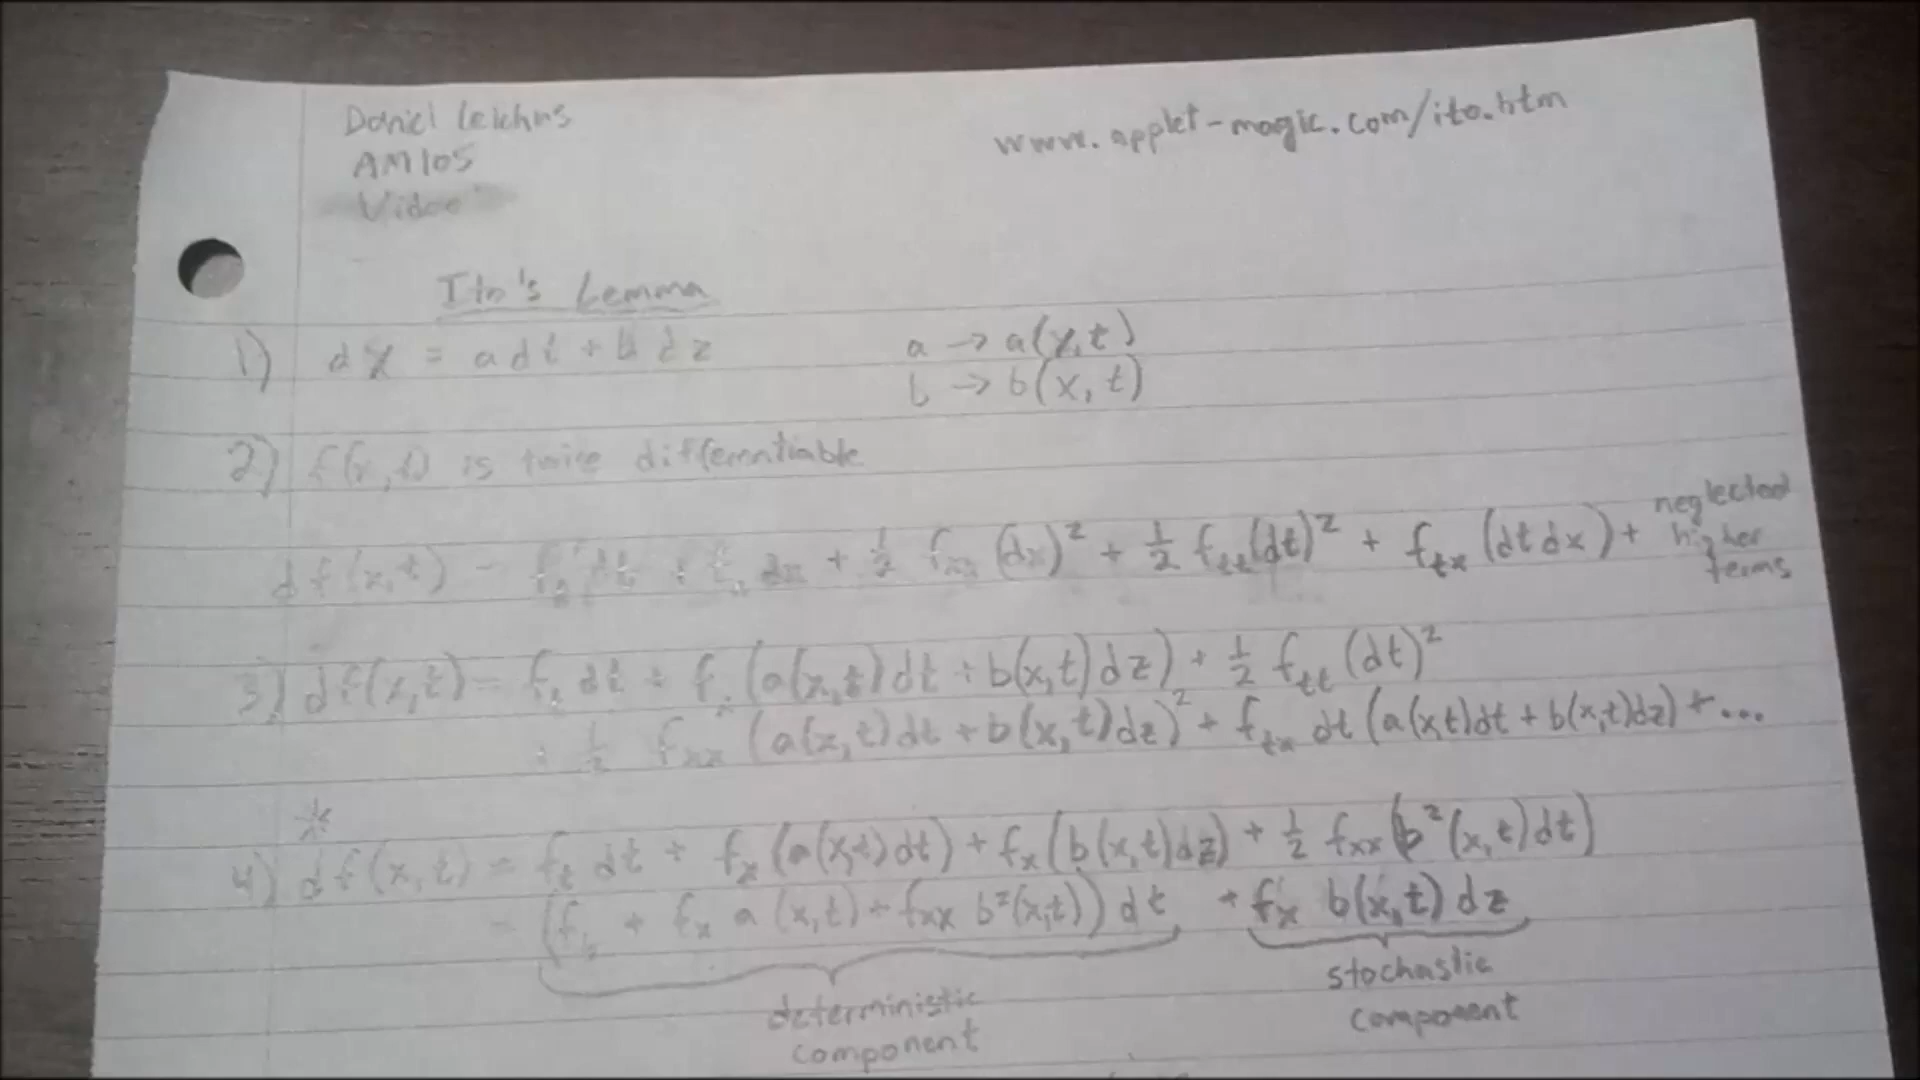 Daniel Leichus
AM105
Video
www.applet-magic.com/ito.htm
Ito's Lemma
1) dx = a dt + b dz
a → a(x,t)
b → b(x,t)
2) f(x,t) is twice differentiable
df(x,t) = f_t dt + f_x dx + ½ f_xx (dx)² + ½ f_tt (dt)² + f_tx (dt dx) + neglected higher terms
3) df(x,t) = f_t dt + f_x (a(x,t) dt + b(x,t) dz) + ½ f_tt (dt)²
+ ½ f_xx (a(x,t) dt + b(x,t) dz)² + f_tx dt (a(x,t)dt + b(x,t)dz) + ...
*
4) df(x,t) = f_t dt + f_x (a(x,t) dt) + f_x (b(x,t) dz) + ½ f_xx (b²(x,t) dt)
= (f_t + f_x a(x,t) + f_xx b²(x,t)) dt + f_x b(x,t) dz
deterministic component
stochastic component